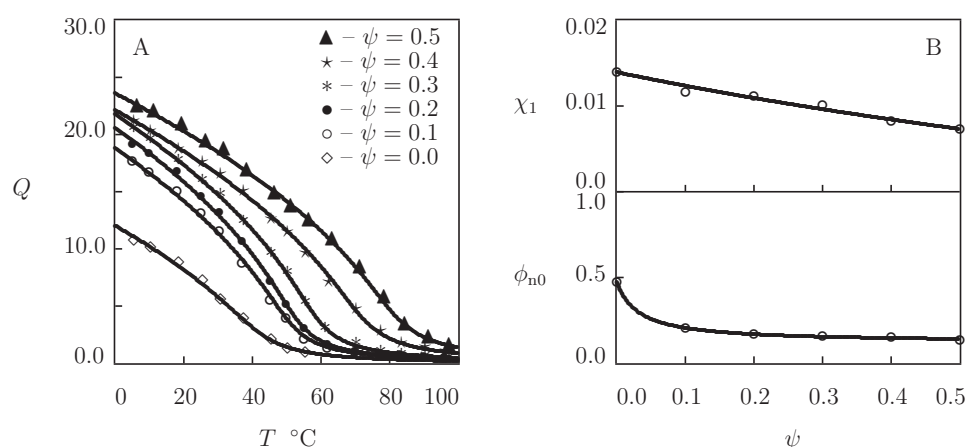 30.0
20.0
10.0
0.0
Q
A
▲ – ψ = 0.5
★ – ψ = 0.4
* – ψ = 0.3
● – ψ = 0.2
○ – ψ = 0.1
◇ – ψ = 0.0
0 20 40 60 80 100
T °C
0.02
0.01
0.0
χ1
B
1.0
0.5
0.0
ϕn0
0.0 0.1 0.2 0.3 0.4 0.5
ψ